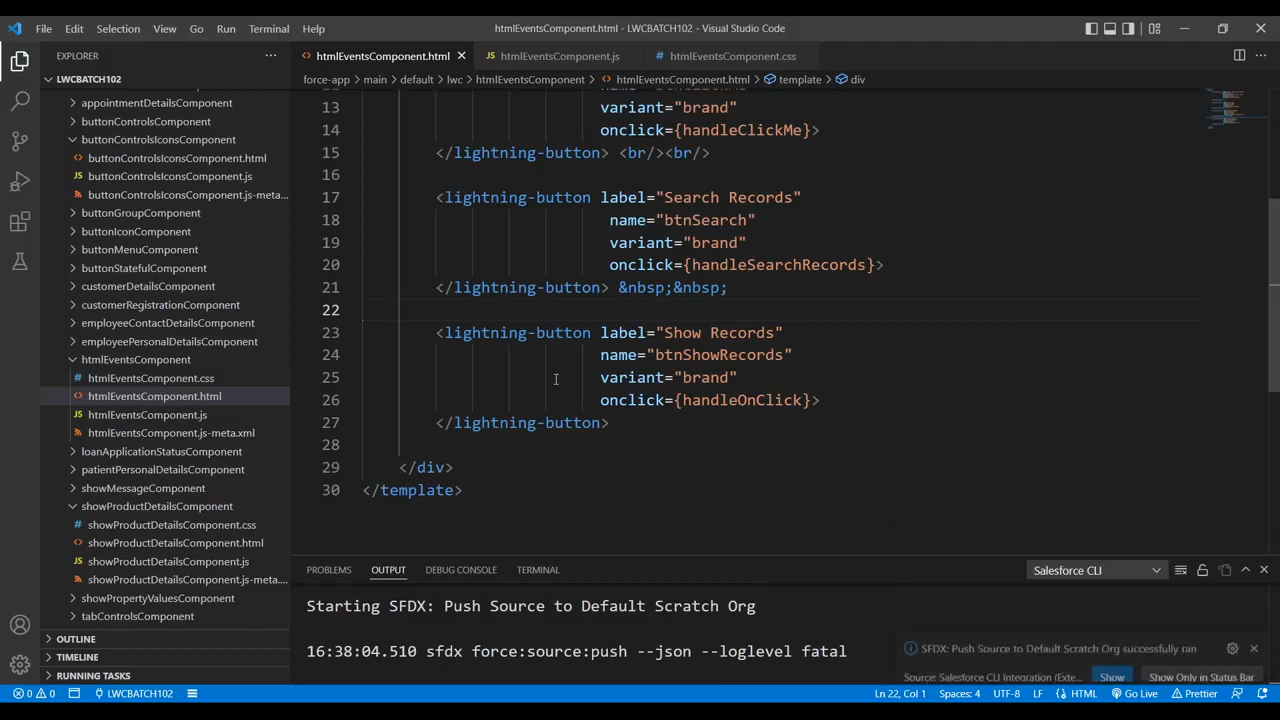 File Edit Selection View Go Run Terminal Help
htmlEventsComponent.html - LWCBATCH102 - Visual Studio Code
EXPLORER
LWCBATCH102
appointmentDetailsComponent
buttonControlsComponent
buttonControlsIconsComponent
buttonControlsIconsComponent.html
buttonControlsIconsComponent.js
buttonControlsIconsComponent.js-meta...
buttonGroupComponent
buttonIconComponent
buttonMenuComponent
buttonStatefulComponent
customerDetailsComponent
customerRegistrationComponent
employeeContactDetailsComponent
employeePersonalDetailsComponent
htmlEventsComponent
htmlEventsComponent.css
htmlEventsComponent.html
htmlEventsComponent.js
htmlEventsComponent.js-meta.xml
loanApplicationStatusComponent
patientPersonalDetailsComponent
showMessageComponent
showProductDetailsComponent
showProductDetailsComponent.css
showProductDetailsComponent.html
showProductDetailsComponent.js
showProductDetailsComponent.js-meta....
showPropertyValuesComponent
tabControlsComponent
OUTLINE
TIMELINE
RUNNING TASKS
htmlEventsComponent.html
JS htmlEventsComponent.js
# htmlEventsComponent.css
force-app > main > default > lwc > htmlEventsComponent > htmlEventsComponent.html > template > div
13 variant="brand"
14 onclick={handleClickMe}>
15 </lightning-button> <br/><br/>
16
17 <lightning-button label="Search Records"
18 name="btnSearch"
19 variant="brand"
20 onclick={handleSearchRecords}>
21 </lightning-button> &nbsp;&nbsp;
22
23 <lightning-button label="Show Records"
24 name="btnShowRecords"
25 variant="brand"
26 onclick={handleOnClick}>
27 </lightning-button>
28
29 </div>
30 </template>
PROBLEMS OUTPUT DEBUG CONSOLE TERMINAL
Salesforce CLI
Starting SFDX: Push Source to Default Scratch Org
16:38:04.510 sfdx force:source:push --json --loglevel fatal
SFDX: Push Source to Default Scratch Org successfully ran
Source: Salesforce CLI Integration (Exte...
Show
Show Only in Status Bar
0 0
LWCBATCH102
Ln 22, Col 1 Spaces: 4 UTF-8 LF HTML Go Live Prettier